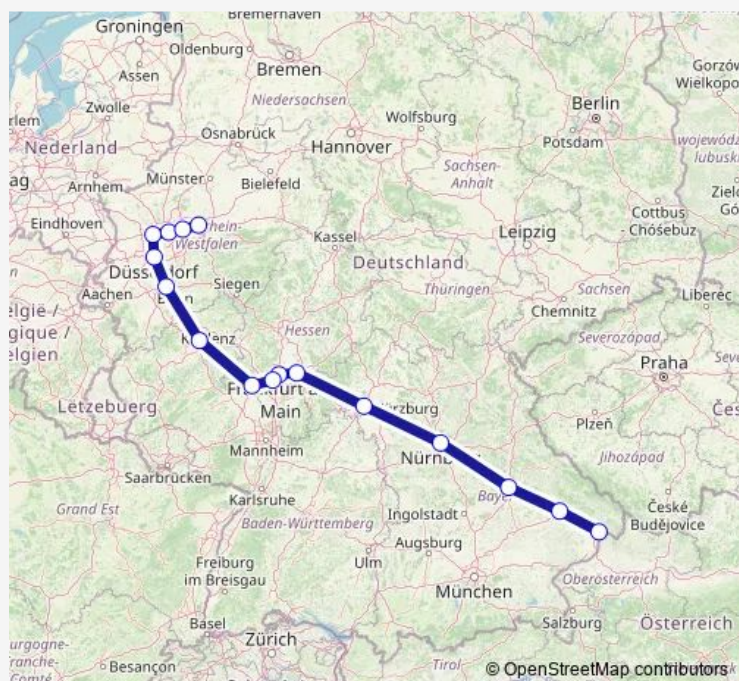 Groningen
Bremerhaven
Oldenburg
Assen
Bremen
Gorzów
Wielkopol
Zwolle
Niedersachsen
Wolfsburg
Berlin
Potsdam
Nederland
Osnabrück
Hannover
województ
lubusk
Arnhem
Münster
Bielefeld
Sachsen-
Anhalt
Eindhoven
Westfalen
Kassel
Leipzig
Cottbus
- Chóśebuz
Deutschland
Aachen
Siegen
Thüringen
Sachsen
Chemnitz
Liberec
Hessen
Severozápad
Praha
Letzebuerg
Main
Mannheim
Plzeň
Jihozápad
Saarbrücken
Karlsruhe
Grand Est
České
Budějovice
Ingolstadt
Baden-Württemberg
Augsburg
Freiburg
im Breisgau
Ulm
München
Oberösterreich
Basel
Salzburg
Österreich
Zürich
Besançon
Tirol
© OpenStreetMap contributors